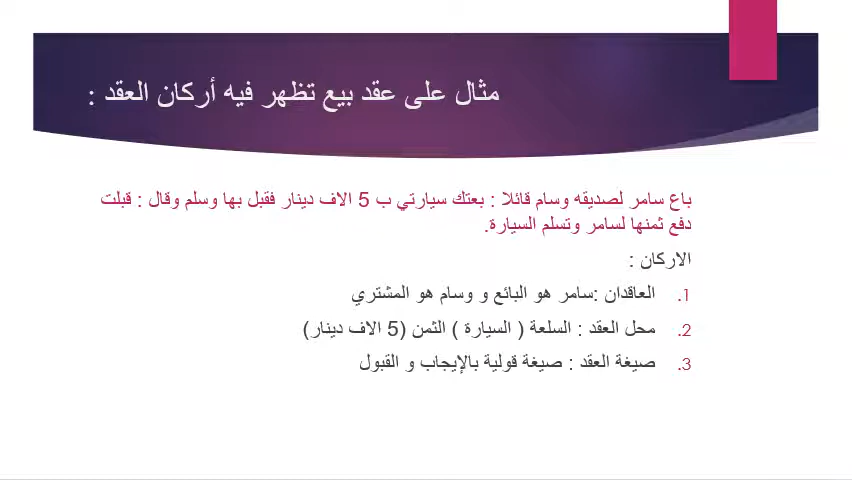 مثال على عقد بيع تظهر فيه أركان العقد :
باع سامر لصديقه وسام قائلا : بعتك سيارتي ب 5 الاف دينار فقبل بها وسلم وقال : قبلت
دفع ثمنها لسامر وتسلم السيارة.
الاركان :
1. العاقدان :سامر هو البائع و وسام هو المشتري
2. محل العقد : السلعة ( السيارة ) الثمن (5 الاف دينار)
3. صيغة العقد : صيغة قولية بالإيجاب و القبول